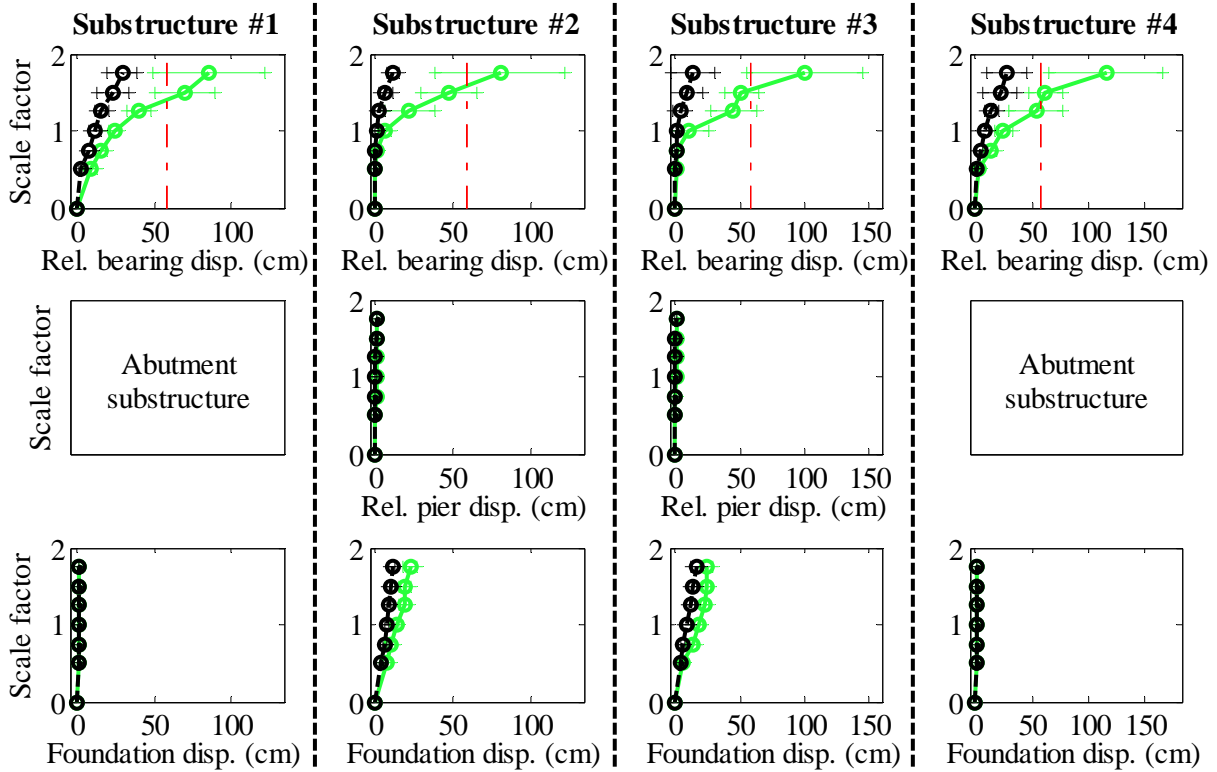 Substructure #1 Substructure #2 Substructure #3 Substructure #4
Scale factor
2
1
0
0 50 100
Rel. bearing disp. (cm)
2
1
0
0 50 100
Rel. bearing disp. (cm)
2
1
0
0 50 100 150
Rel. bearing disp. (cm)
2
1
0
0 50 100 150
Rel. bearing disp. (cm)
Scale factor
Abutment
substructure
Scale factor
2
1
0
0 50 100
Rel. pier disp. (cm)
2
1
0
0 50 100 150
Rel. pier disp. (cm)
Abutment
substructure
Scale factor
2
1
0
0 50 100
Foundation disp. (cm)
2
1
0
0 50 100
Foundation disp. (cm)
2
1
0
0 50 100 150
Foundation disp. (cm)
2
1
0
0 50 100 150
Foundation disp. (cm)